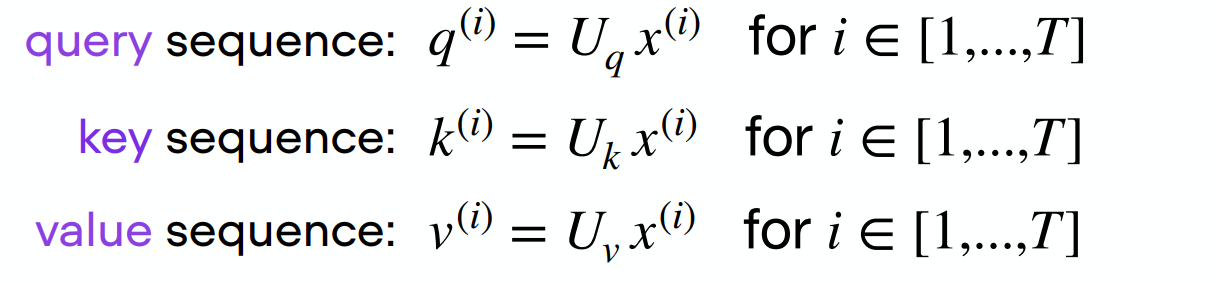 query sequence: q⁽ⁱ⁾ = U_q x⁽ⁱ⁾ for i ∈ [1,...,T]
key sequence: k⁽ⁱ⁾ = U_k x⁽ⁱ⁾ for i ∈ [1,...,T]
value sequence: v⁽ⁱ⁾ = U_v x⁽ⁱ⁾ for i ∈ [1,...,T]